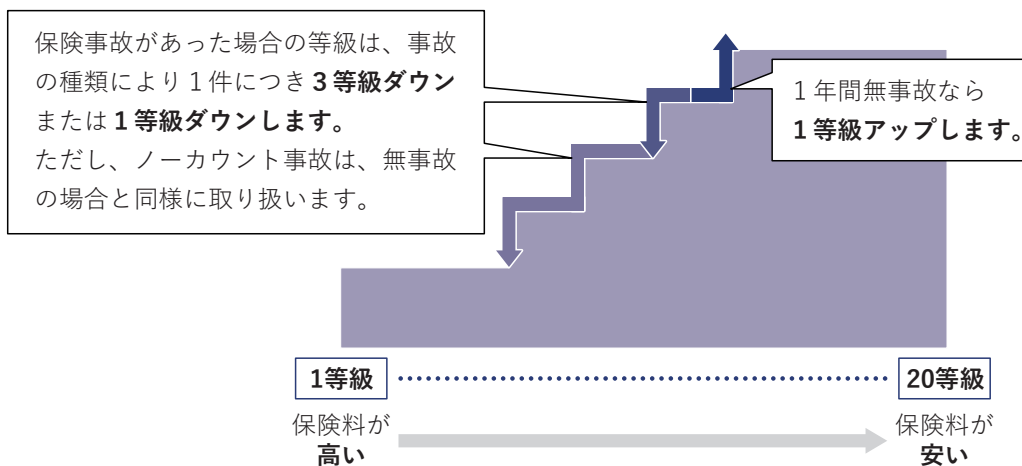 保険事故があった場合の等級は、事故
の種類により1件につき3等級ダウン
または1等級ダウンします。
ただし、ノーカウント事故は、無事故
の場合と同様に取り扱います。
1年間無事故なら
1等級アップします。
1等級
20等級
保険料が
高い
保険料が
安い